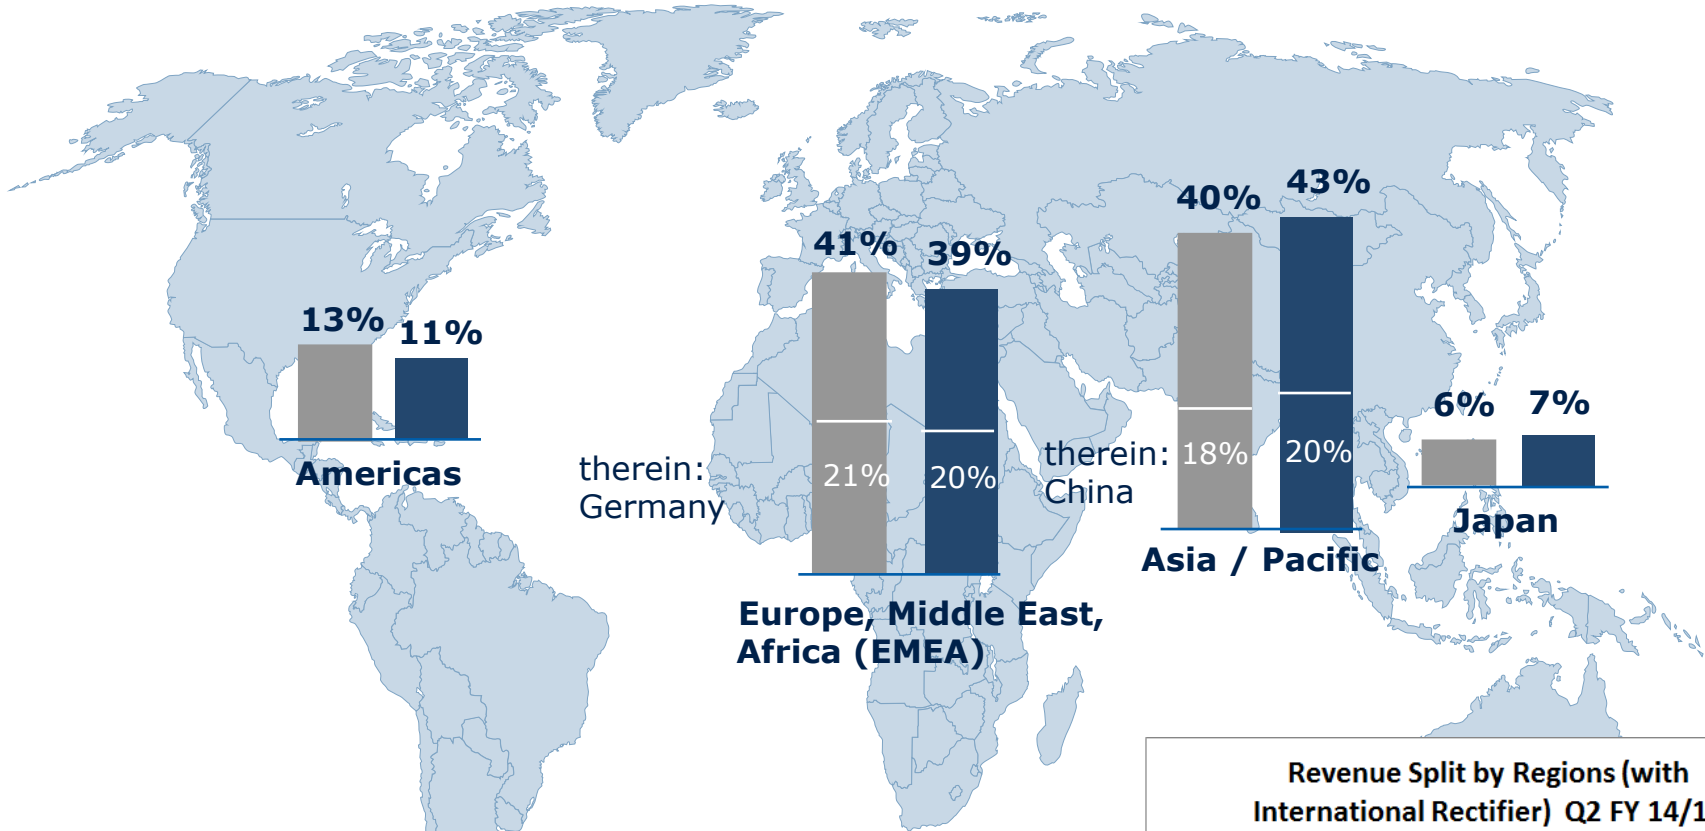 13%
11%
Americas
41%
39%
therein:
Germany
21%
20%
Europe, Middle East,
Africa (EMEA)
40%
43%
therein:
China
18%
20%
Asia / Pacific
6%
7%
Japan
Revenue Split by Regions (with
International Rectifier) Q2 FY 14/1